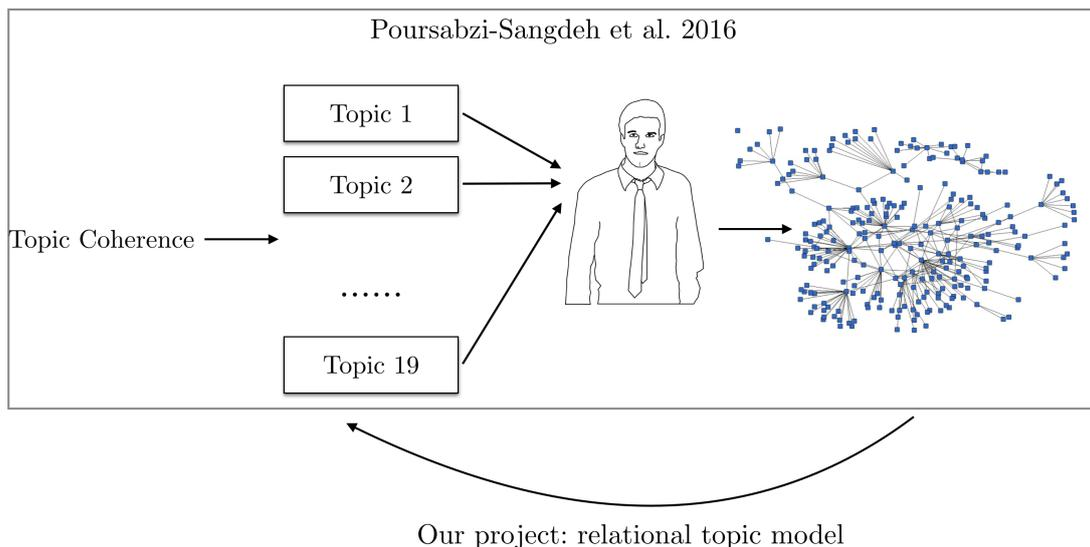 Poursabzi-Sangdeh et al. 2016
Topic 1
Topic 2
Topic Coherence
......
Topic 19
Our project: relational topic model